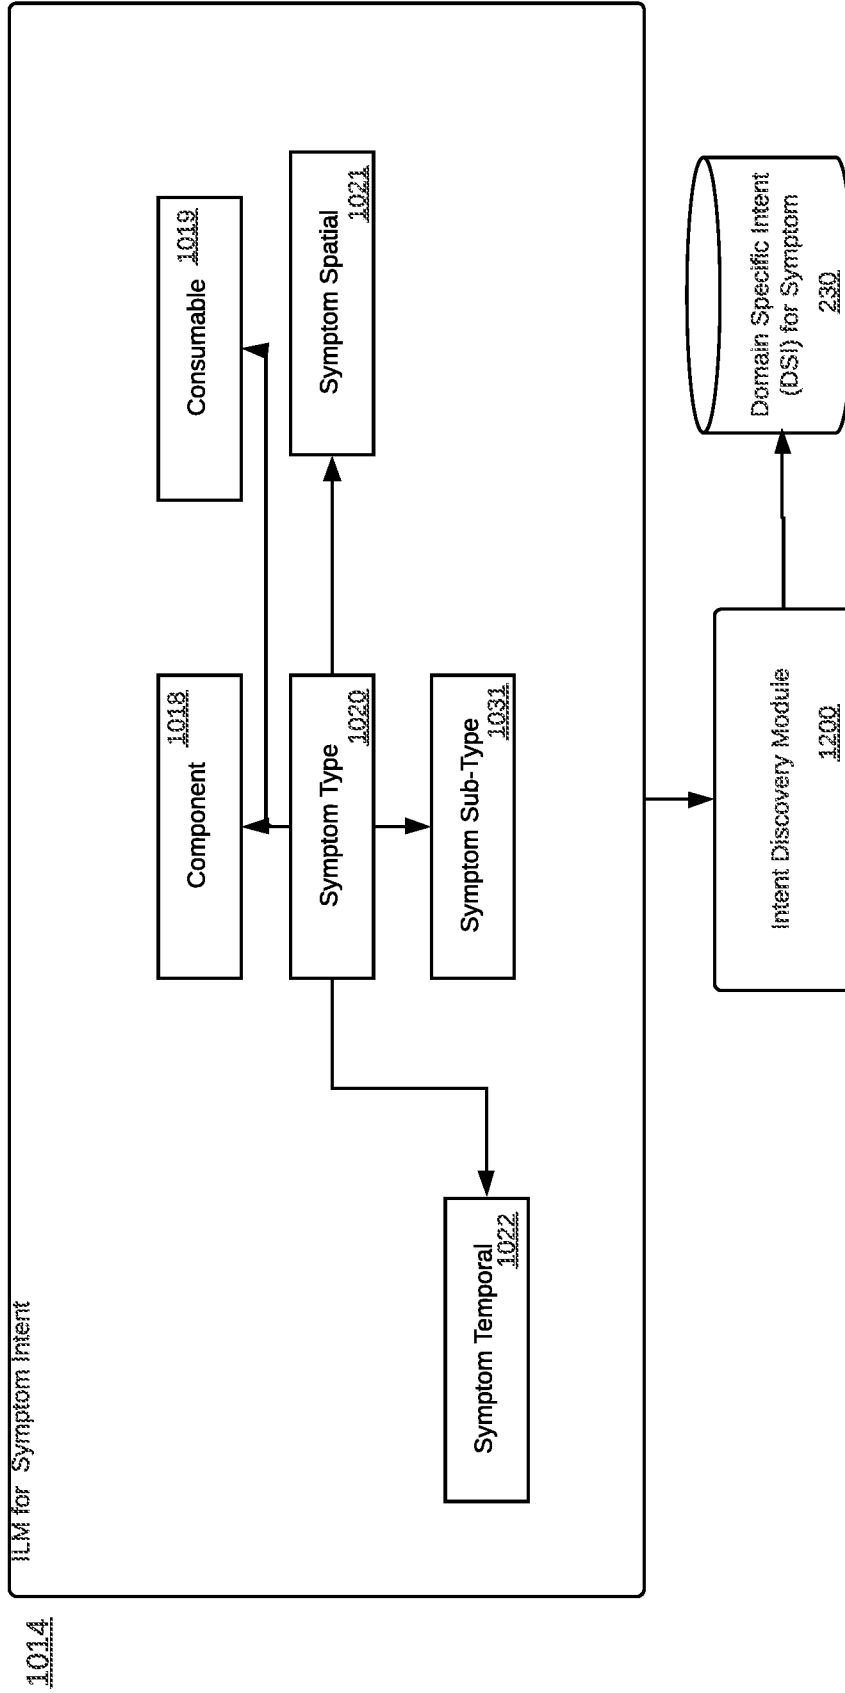 1014
ILM for Symptom Intent
Component
1018
Consumable
1019
Symptom Type
1020
Symptom Spatial
1021
Symptom Sub-Type
1031
Symptom Temporal
1022
Intent Discovery Module
1200
Domain Specific Intent
(DSI) for Symptom
230